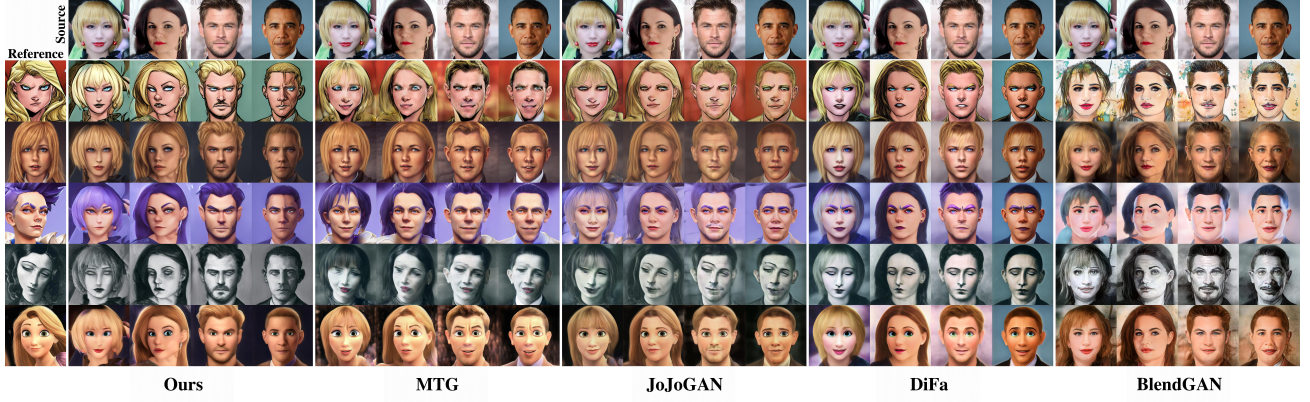 Source
Reference
Ours
MTG
JoJoGAN
DiFa
BlendGAN